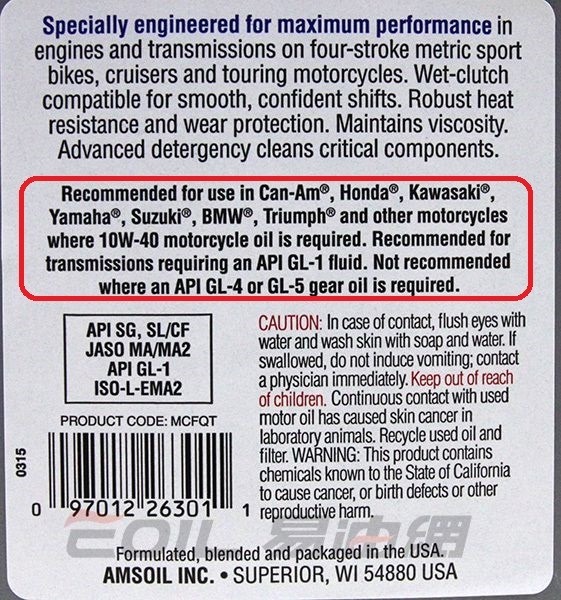 Specially engineered for maximum performance in
engines and transmissions on four-stroke metric sport
bikes, cruisers and touring motorcycles. Wet-clutch
compatible for smooth, confident shifts. Robust heat
resistance and wear protection. Maintains viscosity.
Advanced detergency cleans critical components.
Recommended for use in Can-Am®, Honda®, Kawasaki®,
Yamaha®, Suzuki®, BMW®, Triumph® and other motorcycles
where 10W-40 motorcycle oil is required. Recommended for
transmissions requiring an API GL-1 fluid. Not recommended
where an API GL-4 or GL-5 gear oil is required.
API SG, SL/CF
JASO MA/MA2
API GL-1
ISO-L-EMA2
PRODUCT CODE: MCFQT
0315
0 97012 26301 1
CAUTION: In case of contact, flush eyes with
water and wash skin with soap and water. If
swallowed, do not induce vomiting; contact
a physician immediately. Keep out of reach
of children. Continuous contact with used
motor oil has caused skin cancer in
laboratory animals. Recycle used oil and
filter. WARNING: This product contains
chemicals known to the State of California
to cause cancer, or birth defects or other
reproductive harm.
EOIL 易油網
Formulated, blended and packaged in the USA.
AMSOIL INC. • SUPERIOR, WI 54880 USA